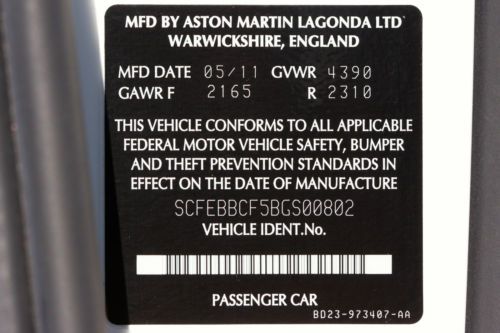 MFD BY ASTON MARTIN LAGONDA LTD
WARWICKSHIRE, ENGLAND
MFD DATE 05/11 GVWR 4390
GAWR F 2165 R 2310
THIS VEHICLE CONFORMS TO ALL APPLICABLE
FEDERAL MOTOR VEHICLE SAFETY, BUMPER
AND THEFT PREVENTION STANDARDS IN
EFFECT ON THE DATE OF MANUFACTURE
SCFEBBCF5BGS00802
VEHICLE IDENT.No.
PASSENGER CAR
BD23-973407-AA